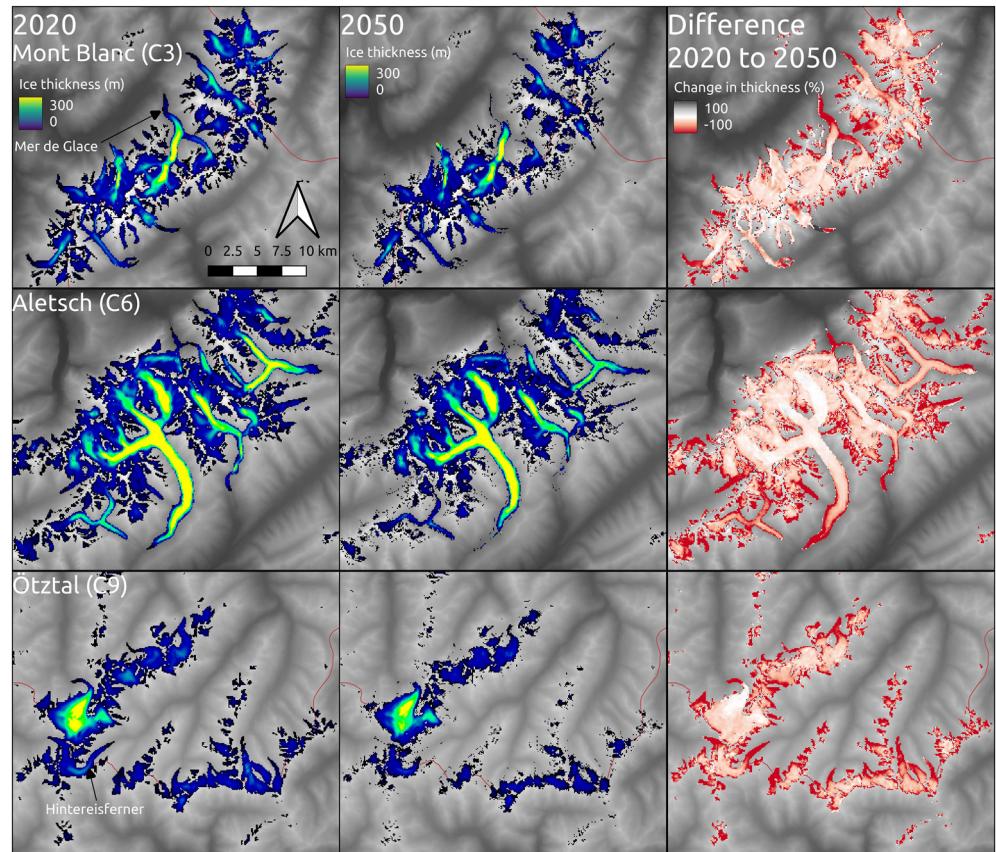 2020
Mont Blanc (C3)
Ice thickness (m)
300
0
Mer de Glace
0 2.5 5 7.5 10 km
2050
Ice thickness (m)
300
0
Difference
2020 to 2050
Change in thickness (%)
100
-100
Aletsch (C6)
Ötztal (C9)
Hintereisferner